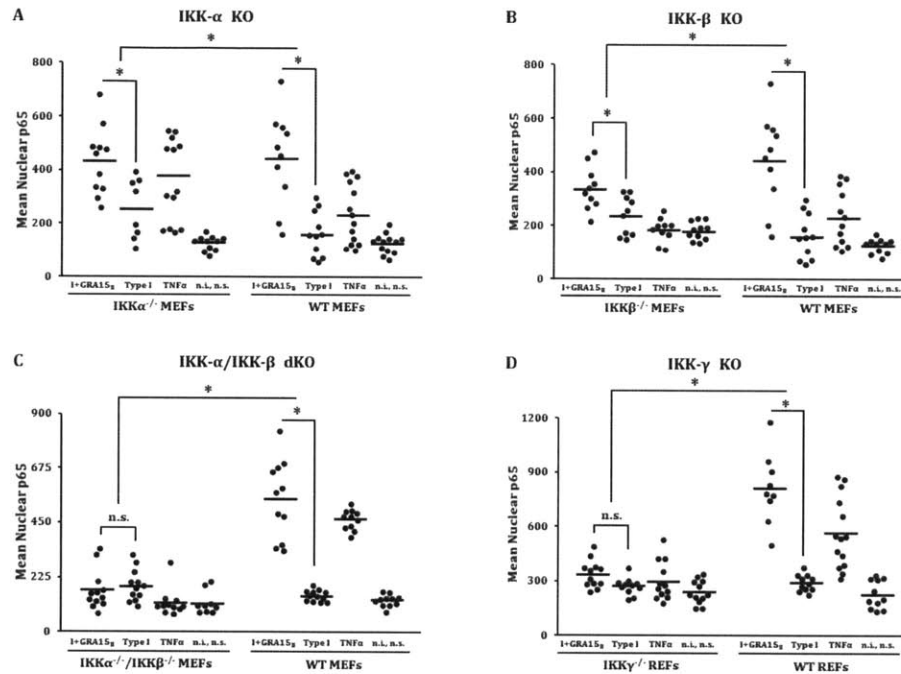 A
IKK-α KO
*
*
*
800
600
400
200
0
Mean Nuclear p65
I+GRA15II Type I TNFα n.i, n.s. I+GRA15II Type I TNFα n.i, n.s.
IKKα-/- MEFs WT MEFs
B
IKK-β KO
*
*
*
800
600
400
200
0
Mean Nuclear p65
I+GRA15II Type I TNFα n.i, n.s. I+GRA15II Type I TNFα n.i, n.s.
IKKβ-/- MEFs WT MEFs
C
IKK-α/IKK-β dKO
*
*
n.s.
900
675
450
225
0
Mean Nuclear p65
I+GRA15II Type I TNFα n.i., n.s. I+GRA15II Type I TNFα n.i., n.s.
IKKα-/-/IKKβ-/- MEFs WT MEFs
D
IKK-γ KO
*
*
n.s.
1200
900
600
300
0
Mean Nuclear p65
I+GRA15II Type I TNFα n.i, n.s. I+GRA15II Type I TNFα n.i, n.s.
IKKγ-/- REFs WT REFs